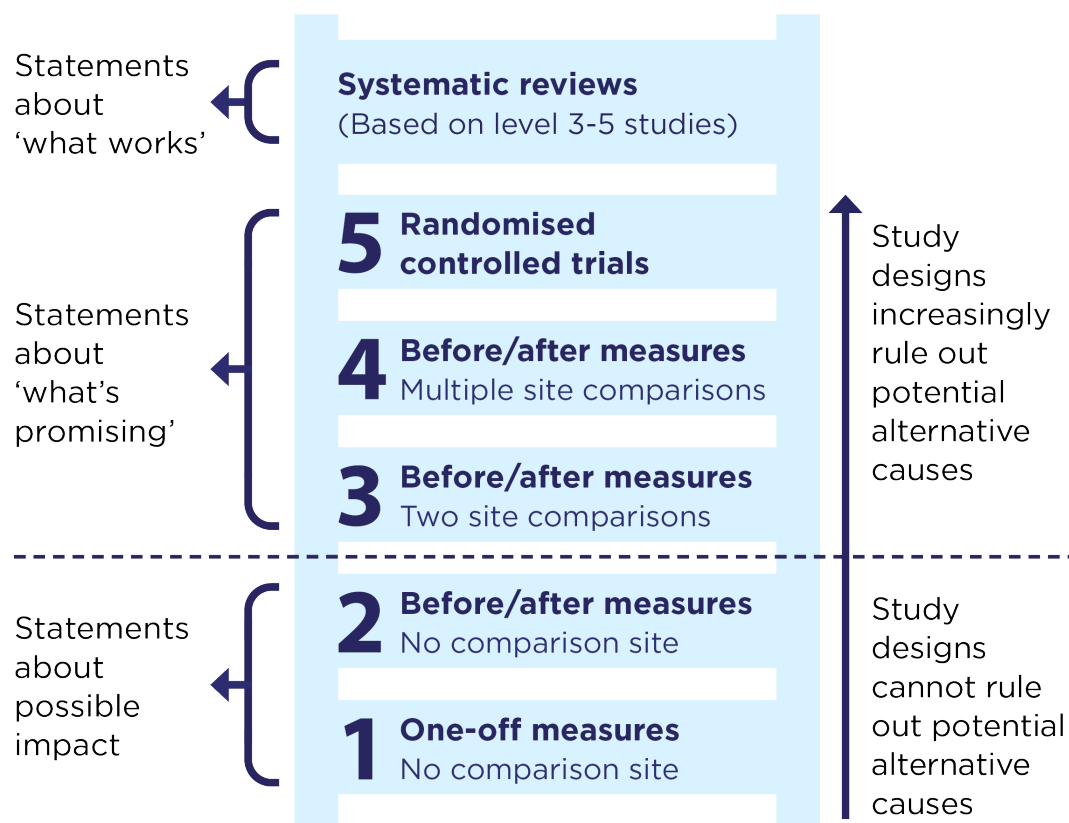 Statements
about
‘what works’
Systematic reviews
(Based on level 3-5 studies)
Statements
about
‘what’s
promising’
5 Randomised
controlled trials
4 Before/after measures
Multiple site comparisons
3 Before/after measures
Two site comparisons
Study
designs
increasingly
rule out
potential
alternative
causes
Statements
about
possible
impact
2 Before/after measures
No comparison site
1 One-off measures
No comparison site
Study
designs
cannot rule
out potential
alternative
causes